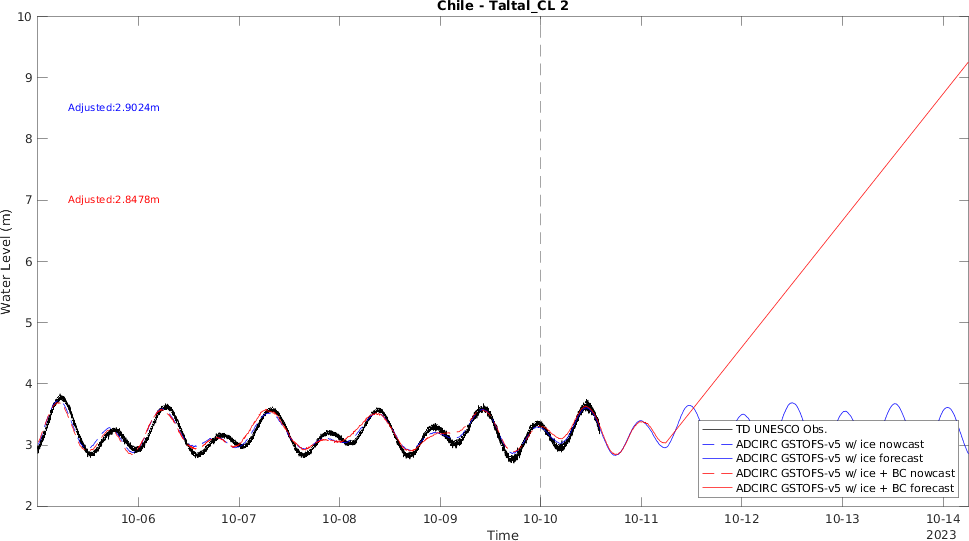 Chile - Taltal_CL 2
10
9
8
7
6
5
4
3
2
Water Level (m)
Adjusted:2.9024m
Adjusted:2.8478m
TD UNESCO Obs.
ADCIRC GSTOFS-v5 w/ ice nowcast
ADCIRC GSTOFS-v5 w/ ice forecast
ADCIRC GSTOFS-v5 w/ ice + BC nowcast
ADCIRC GSTOFS-v5 w/ ice + BC forecast
10-06 10-07 10-08 10-09 10-10 10-11 10-12 10-13 10-14
2023
Time